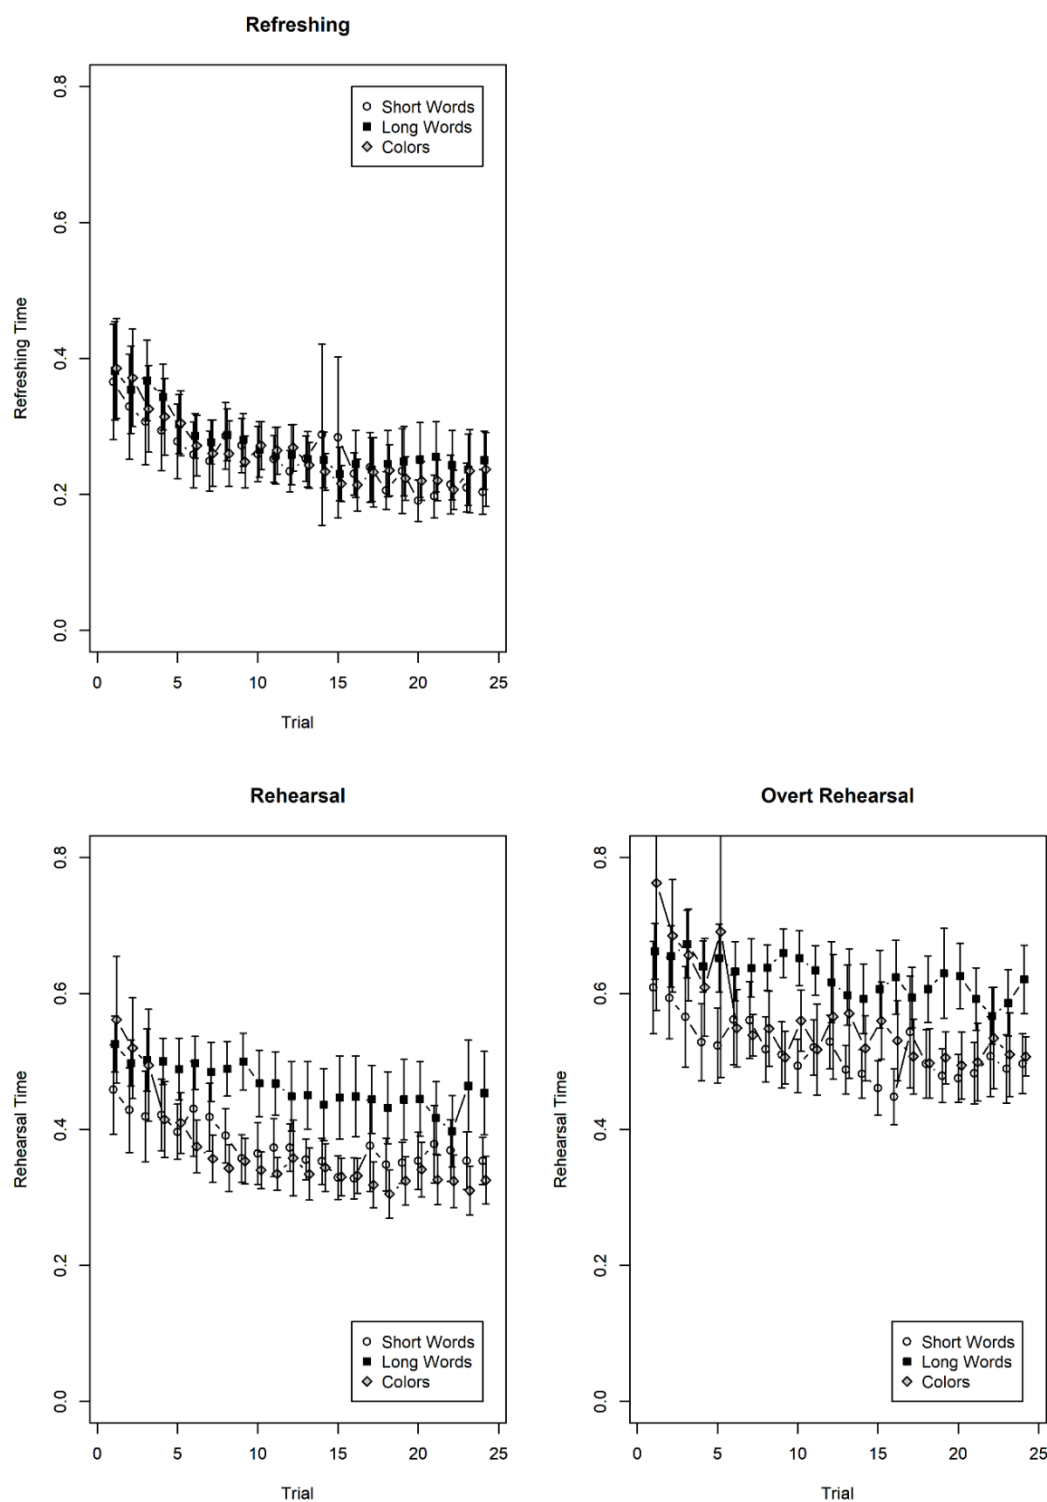 Refreshing
Short Words
Long Words
Colors
Refreshing Time
0.8
0.6
0.4
0.2
0.0
0 5 10 15 20 25
Trial
Rehearsal
Rehearsal Time
0.8
0.6
0.4
0.2
0.0
Short Words
Long Words
Colors
0 5 10 15 20 25
Trial
Overt Rehearsal
Rehearsal Time
0.8
0.6
0.4
0.2
0.0
Short Words
Long Words
Colors
0 5 10 15 20 25
Trial